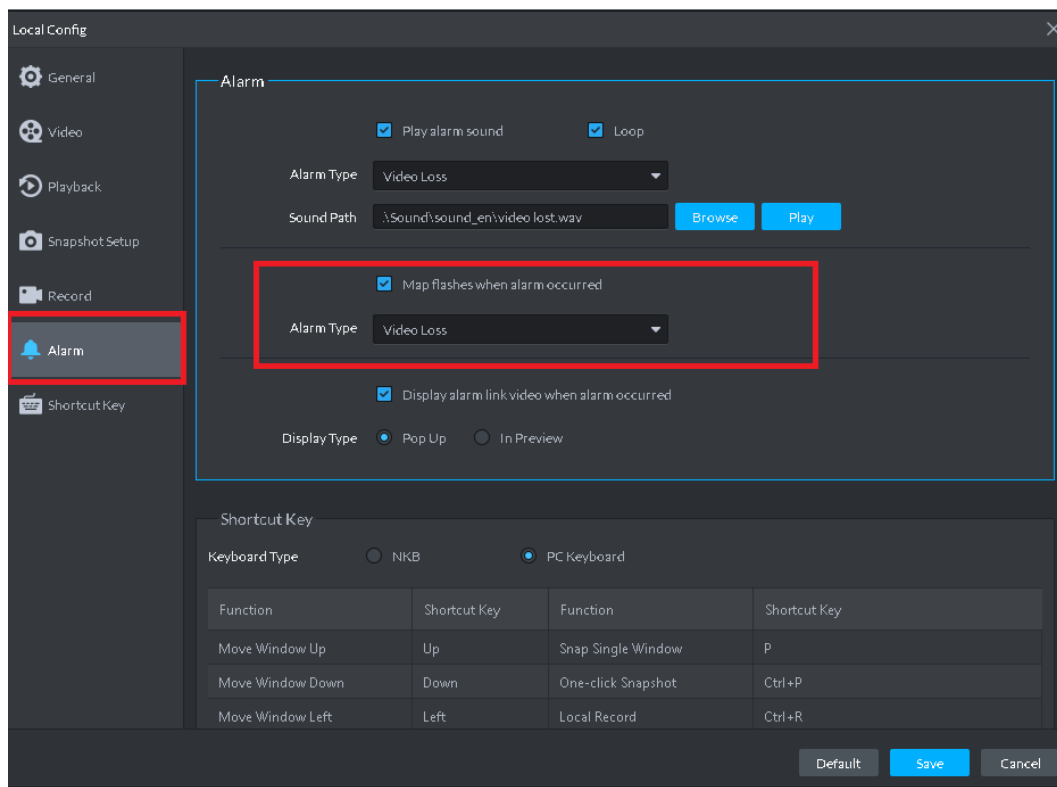 Local Config
General
Video
Playback
Snapshot Setup
Record
Alarm
Shortcut Key
Alarm
Play alarm sound Loop
Alarm Type Video Loss
Sound Path .\Sound\sound_en\video lost.wav Browse Play
Map flashes when alarm occurred
Alarm Type Video Loss
Display alarm link video when alarm occurred
Display Type Pop Up In Preview
Shortcut Key
Keyboard Type NKB PC Keyboard
Function Shortcut Key Function Shortcut Key
Move Window Up Up Snap Single Window P
Move Window Down Down One-click Snapshot Ctrl+P
Move Window Left Left Local Record Ctrl+R
Default Save Cancel